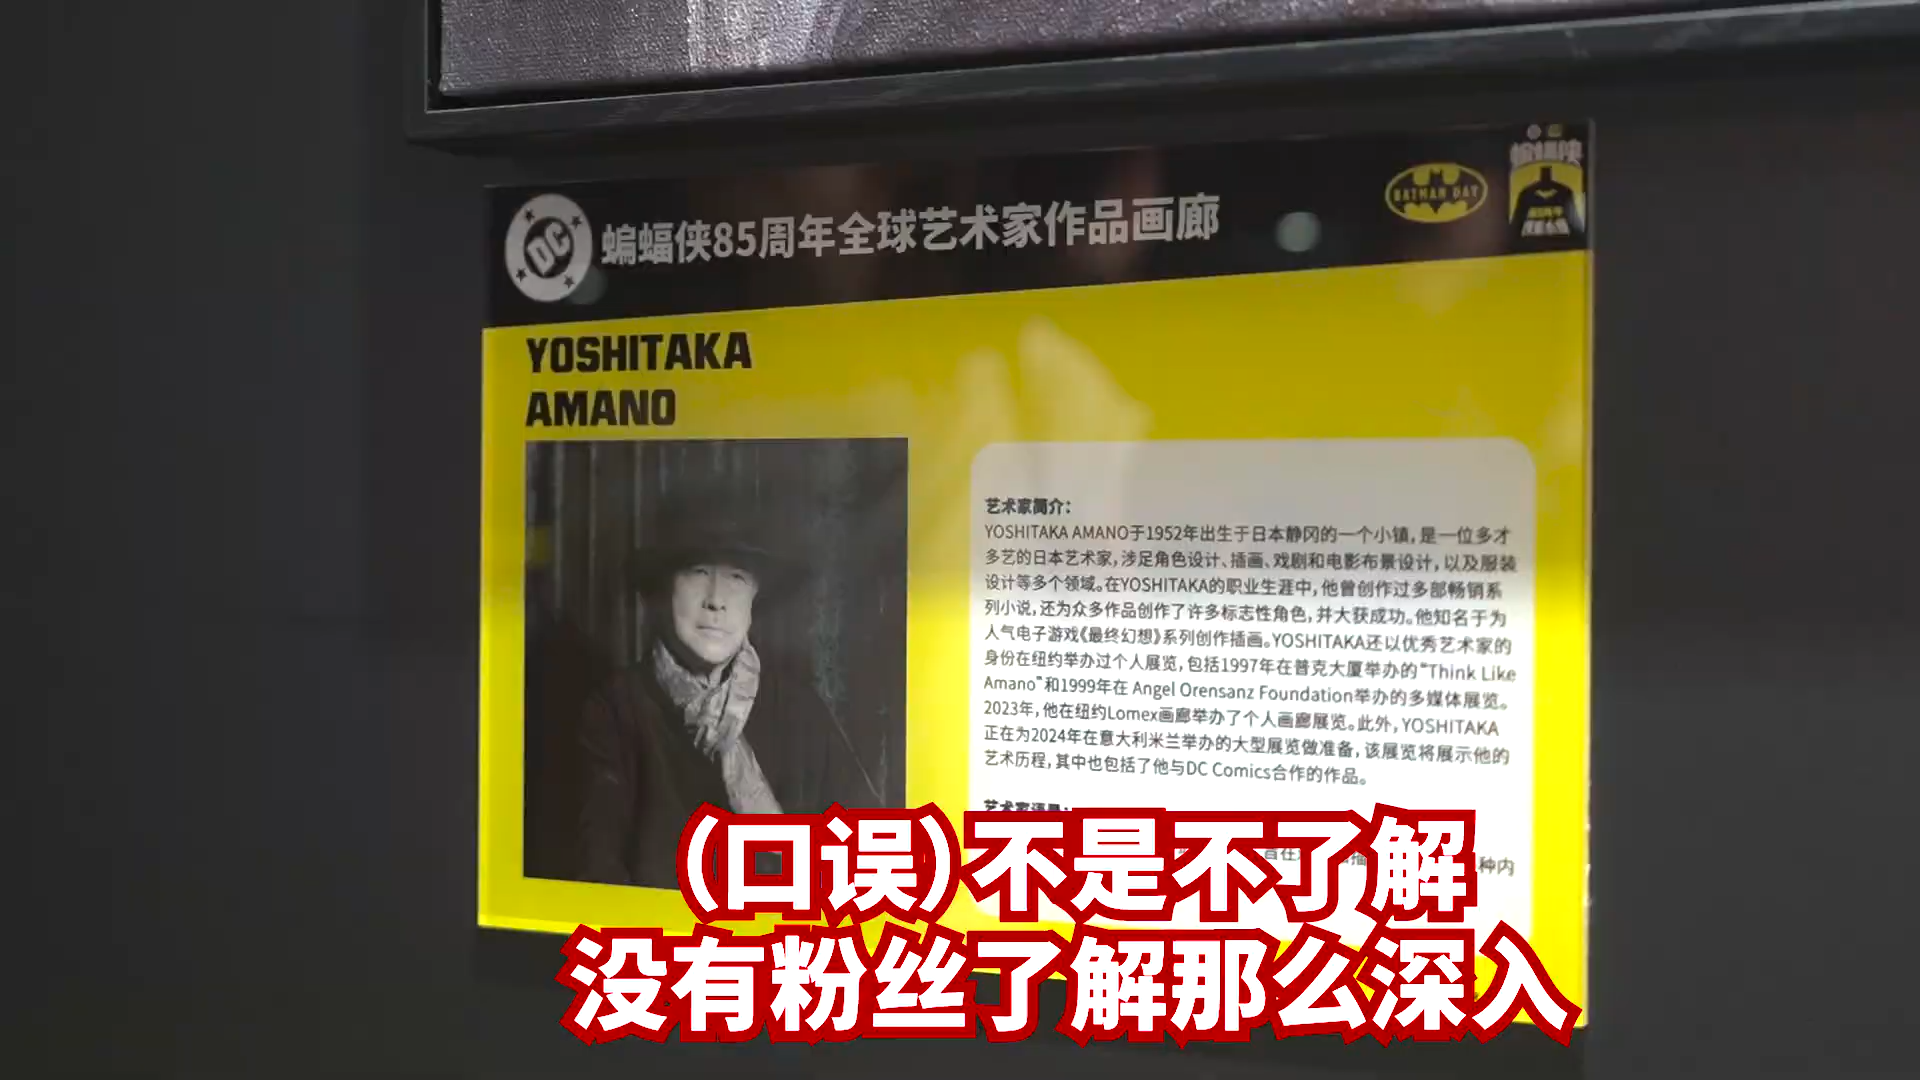 DC
蝙蝠侠85周年全球艺术家作品画廊
BATMAN DAY
蝙蝠侠
YOSHITAKA
AMANO
艺术家简介：
YOSHITAKA AMANO于1952年出生于日本静冈的一个小镇，是一位多才
多艺的日本艺术家，涉足角色设计、插画、戏剧和电影布景设计，以及服装
设计等多个领域。在YOSHITAKA的职业生涯中，他曾创作过多部畅销系
列小说，还为众多作品创作了许多标志性角色，并大获成功。他知名于为
人气电子游戏《最终幻想》系列创作插画。YOSHITAKA还以优秀艺术家的
身份在纽约举办过个人展览，包括1997年在普克大厦举办的“Think Like
Amano”和1999年在 Angel Orensanz Foundation举办的多媒体展览。
2023年，他在纽约Lomex画廊举办了个人画廊展览。此外，YOSHITAKA
正在为2024年在意大利米兰举办的大型展览做准备，该展览将展示他的
艺术历程，其中也包括了他与DC Comics合作的作品。
种内
（口误）不是不了解
没有粉丝了解那么深入